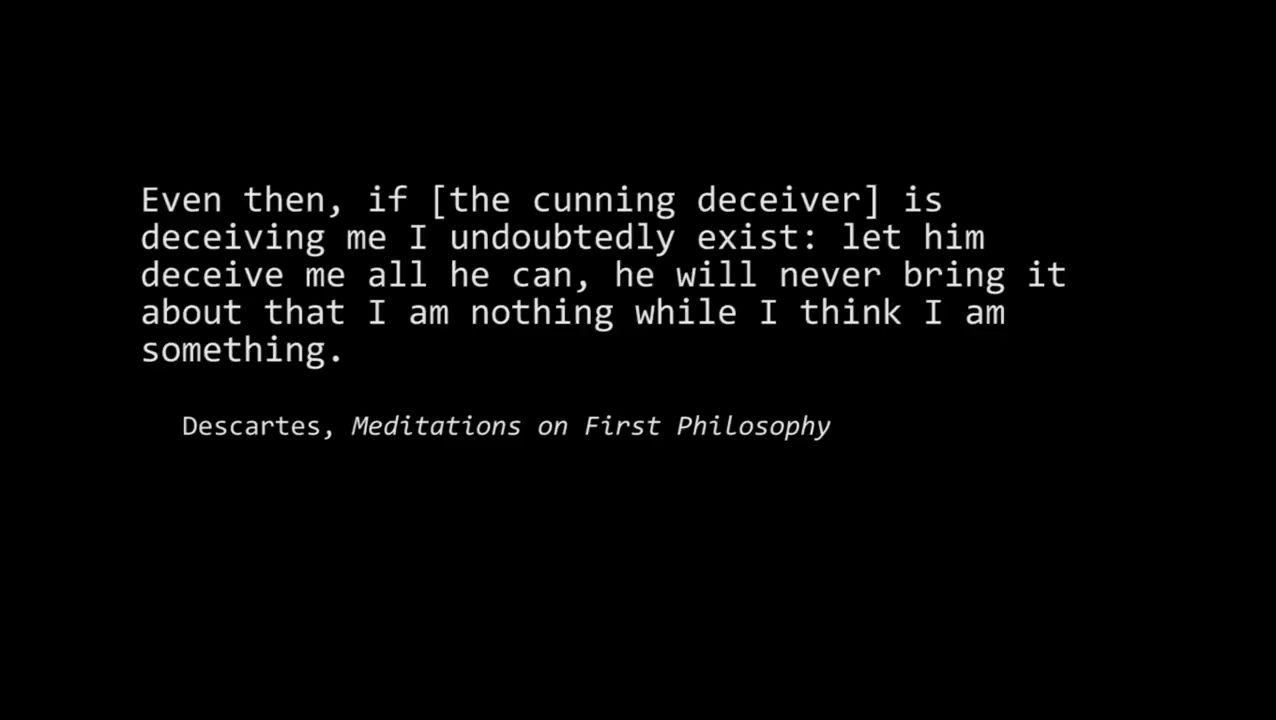 Even then, if [the cunning deceiver] is
deceiving me I undoubtedly exist: let him
deceive me all he can, he will never bring it
about that I am nothing while I think I am
something.
Descartes, Meditations on First Philosophy